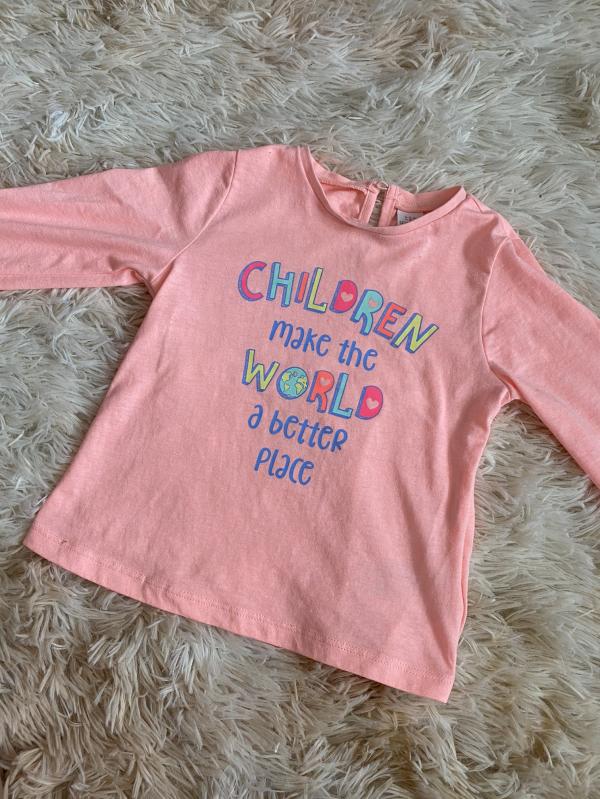 CHILDREN
make the
WORLD
a better
place